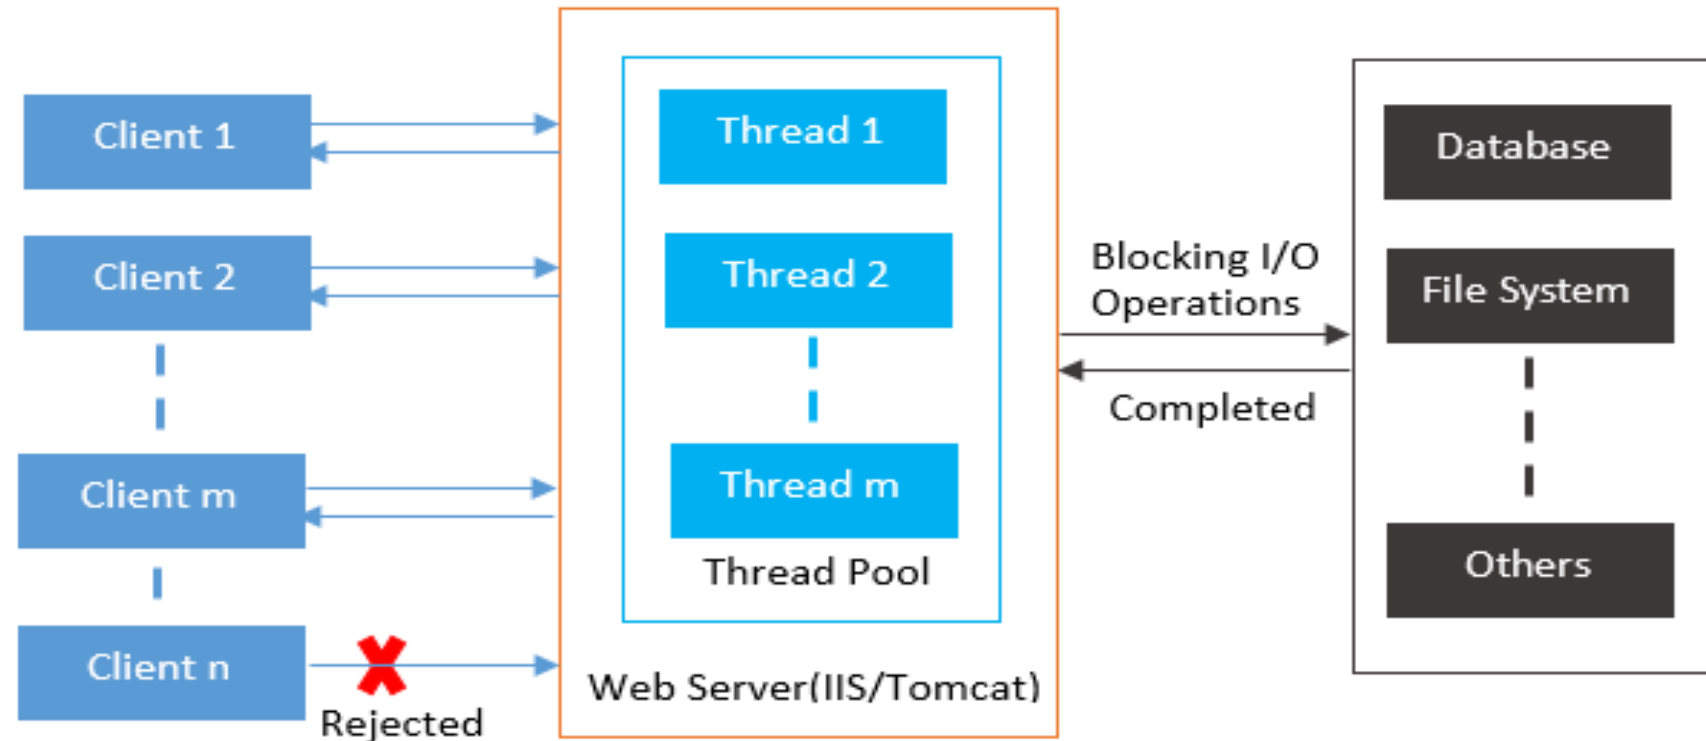 Client 1
Client 2
Client m
Client n
Rejected
Thread 1
Thread 2
Thread m
Thread Pool
Web Server(IIS/Tomcat)
Blocking I/O
Operations
Completed
Database
File System
Others